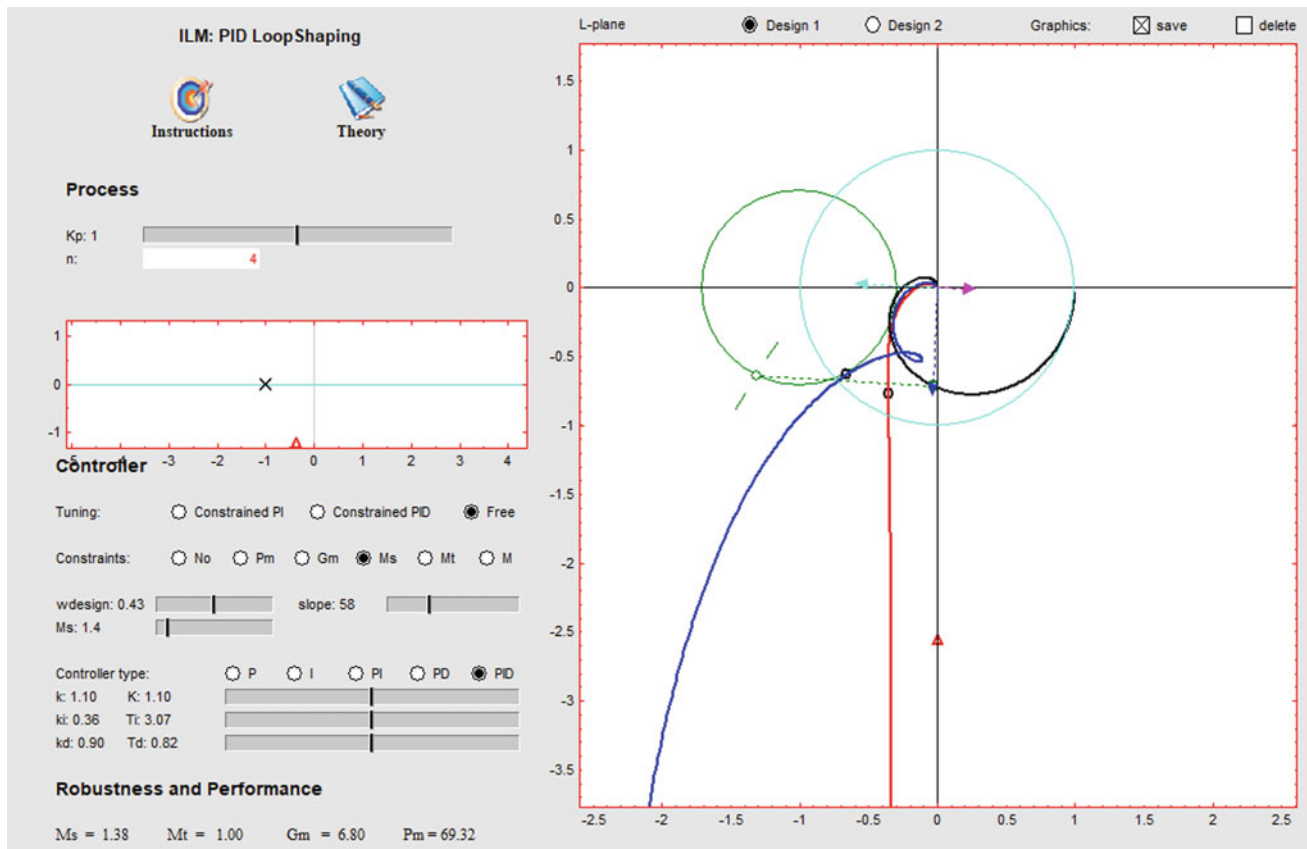 ILM: PID LoopShaping
Instructions Theory
Process
Kp: 1
n: 4
1
0
-1
-5 -4 -3 -2 -1 0 1 2 3 4
Controller
Tuning: Constrained PI Constrained PID Free
Constraints: No Pm Gm Ms Mt M
wdesign: 0.43 slope: 58
Ms: 1.4
Controller type: P I PI PD PID
k: 1.10 K: 1.10
ki: 0.36 Ti: 3.07
kd: 0.90 Td: 0.82
Robustness and Performance
Ms = 1.38 Mt = 1.00 Gm = 6.80 Pm = 69.32
L-plane Design 1 Design 2 Graphics: save delete
1.5
1
0.5
0
-0.5
-1
-1.5
-2
-2.5
-3
-3.5
-2.5 -2 -1.5 -1 -0.5 0 0.5 1 1.5 2 2.5